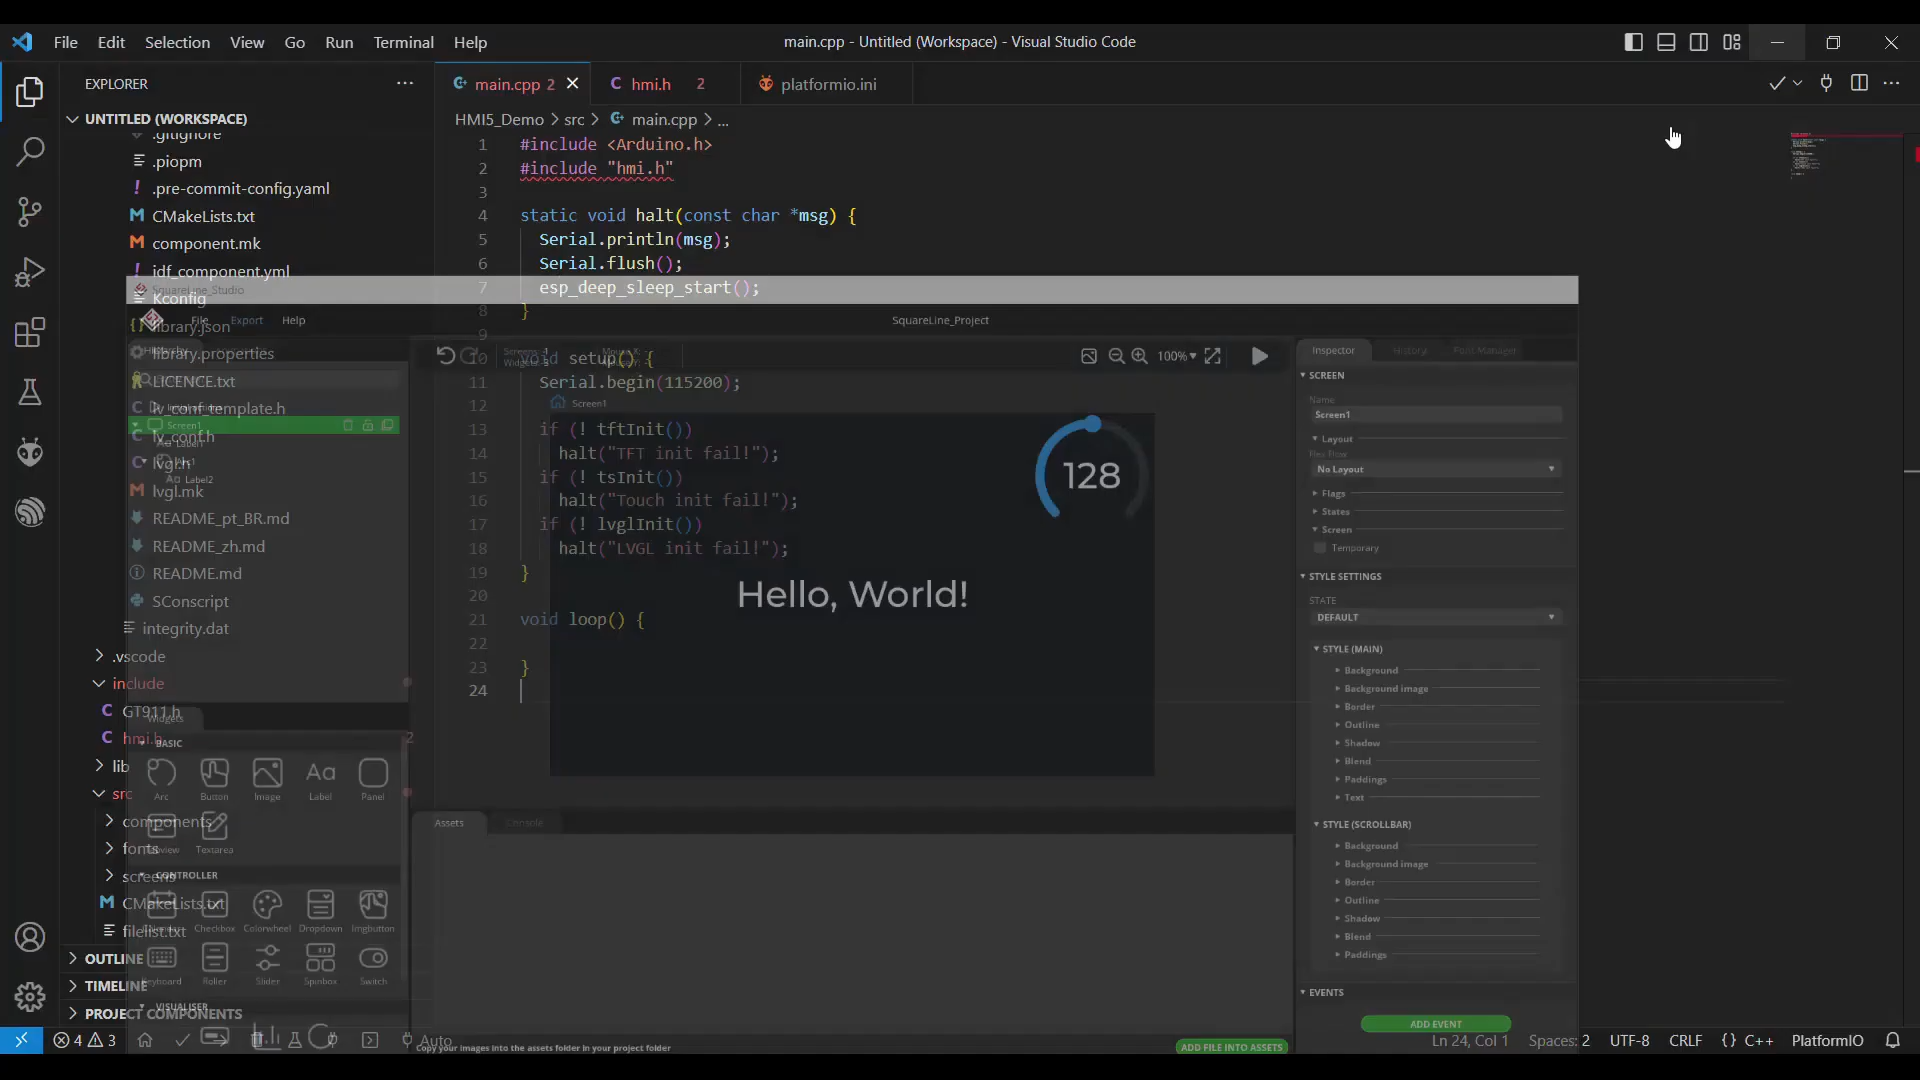 File Edit Selection View Go Run Terminal Help
main.cpp - Untitled (Workspace) - Visual Studio Code
EXPLORER
main.cpp 2
hmi.h 2
platformio.ini
UNTITLED (WORKSPACE)
HMI5_Demo > src > main.cpp > ...
.gitignore
.piopm
.pre-commit-config.yaml
CMakeLists.txt
component.mk
idf_component.yml
Kconfig
library.json
library.properties
LICENCE.txt
lv_conf_template.h
lv_conf.h
lvgl.h
lvgl.mk
README_pt_BR.md
README_zh.md
README.md
SConscript
integrity.dat
.vscode
include
GT911.h
hmi.h 2
lib
src
components
fonts
screens
CMakeLists.txt
filelist.txt
OUTLINE
TIMELINE
PROJECT COMPONENTS
1 #include <Arduino.h>
2 #include "hmi.h"
3
4 static void halt(const char *msg) {
5 Serial.println(msg);
6 Serial.flush();
7 esp_deep_sleep_start();
8 }
9
10 void setup() {
11 Serial.begin(115200);
12
13 if (! tftInit())
14 halt("TFT init fail!");
15 if (! tsInit())
16 halt("Touch init fail!");
17 if (! lvglInit())
18 halt("LVGL init fail!");
19 }
20
21 void loop() {
22
23 }
24
SquareLine_Studio
File Export Help
SquareLine_Project
100%
Screen1
Label1
Label2
Screen1
128
Hello, World!
Widgets
BASIC
Arc Button Image Label Panel
Textarea
CONTROLLER
Checkbox Colorwheel Dropdown Imgbutton
Keyboard Roller Slider Spinbox Switch
VISUALISER
Assets Console
Copy your images into the assets folder in your project folder
ADD FILE INTO ASSETS
Inspector History Font Manager
SCREEN
Name
Screen1
Layout
Flex Flow
No Layout
Flags
States
Screen
Temporary
STYLE SETTINGS
STATE
DEFAULT
STYLE (MAIN)
Background
Background image
Border
Outline
Shadow
Blend
Paddings
Text
STYLE (SCROLLBAR)
Background
Background image
Border
Outline
Shadow
Blend
Paddings
EVENTS
ADD EVENT
4 3
Auto
Ln 24, Col 1
Spaces: 2
UTF-8
CRLF
{} C++
PlatformIO